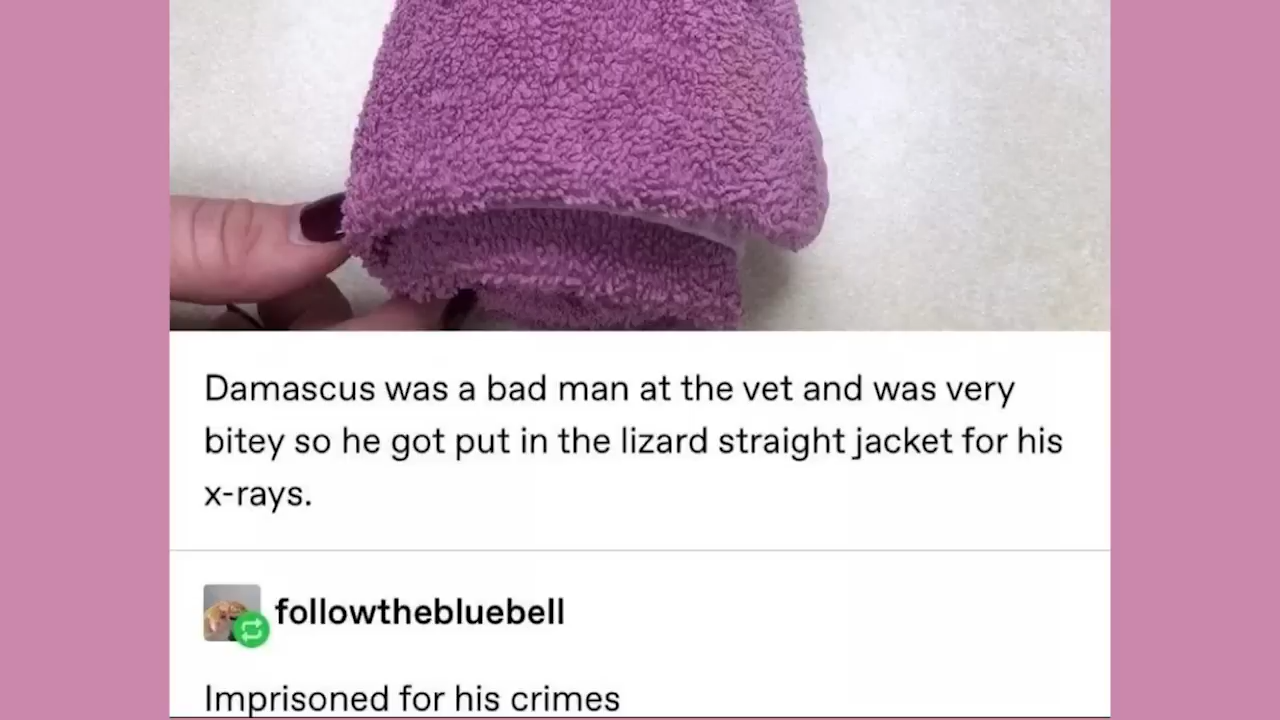 Damascus was a bad man at the vet and was very
bitey so he got put in the lizard straight jacket for his
x-rays.
followthebluebell
Imprisoned for his crimes